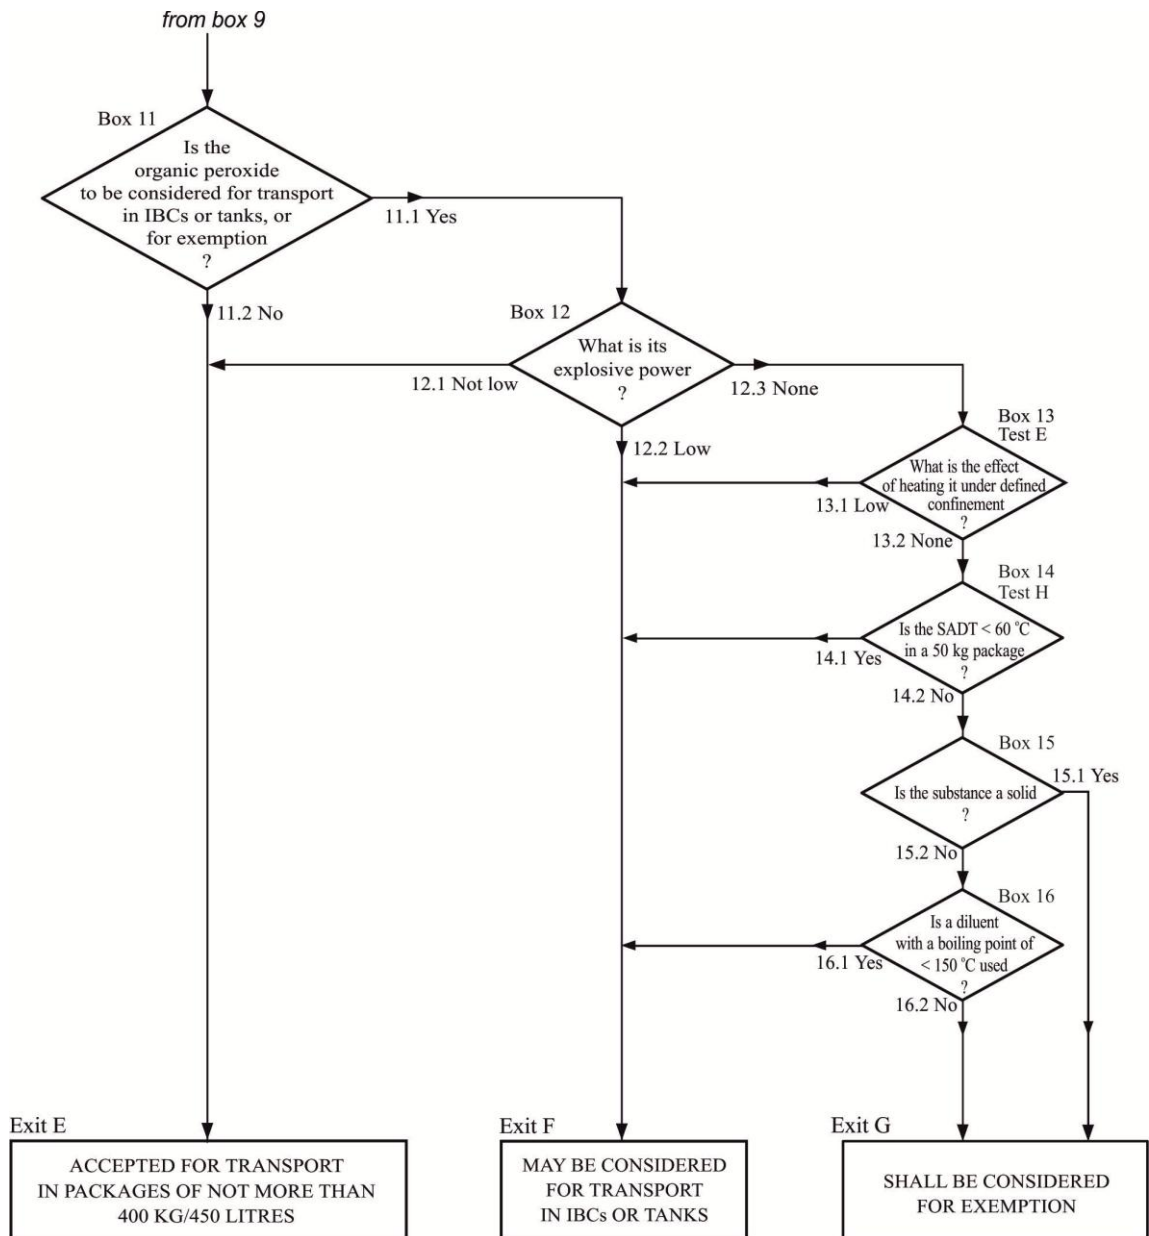 from box 9
Box 11
Is the
organic peroxide
to be considered for transport
in IBCs or tanks, or
for exemption
?
11.1 Yes
11.2 No
Box 12
What is its
explosive power
?
12.1 Not low
12.3 None
12.2 Low
Box 13
Test E
What is the effect
of heating it under defined
confinement
?
13.1 Low
13.2 None
Box 14
Test H
Is the SADT < 60 °C
in a 50 kg package
?
14.1 Yes
14.2 No
Box 15
15.1 Yes
Is the substance a solid
?
15.2 No
Box 16
Is a diluent
with a boiling point of
< 150 °C used
?
16.1 Yes
16.2 No
Exit E
ACCEPTED FOR TRANSPORT
IN PACKAGES OF NOT MORE THAN
400 KG/450 LITRES
Exit F
MAY BE CONSIDERED
FOR TRANSPORT
IN IBCs OR TANKS
Exit G
SHALL BE CONSIDERED
FOR EXEMPTION